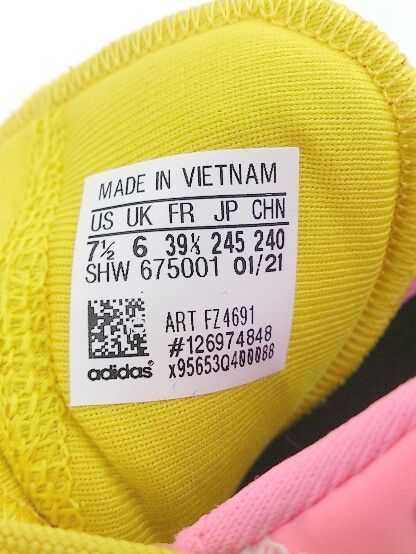 MADE IN VIETNAM
US UK FR JP CHN
7½ 6 39⅓ 245 240
SHW 675001 01/21
ART FZ4691
#126974848
x95653Q400088
adidas